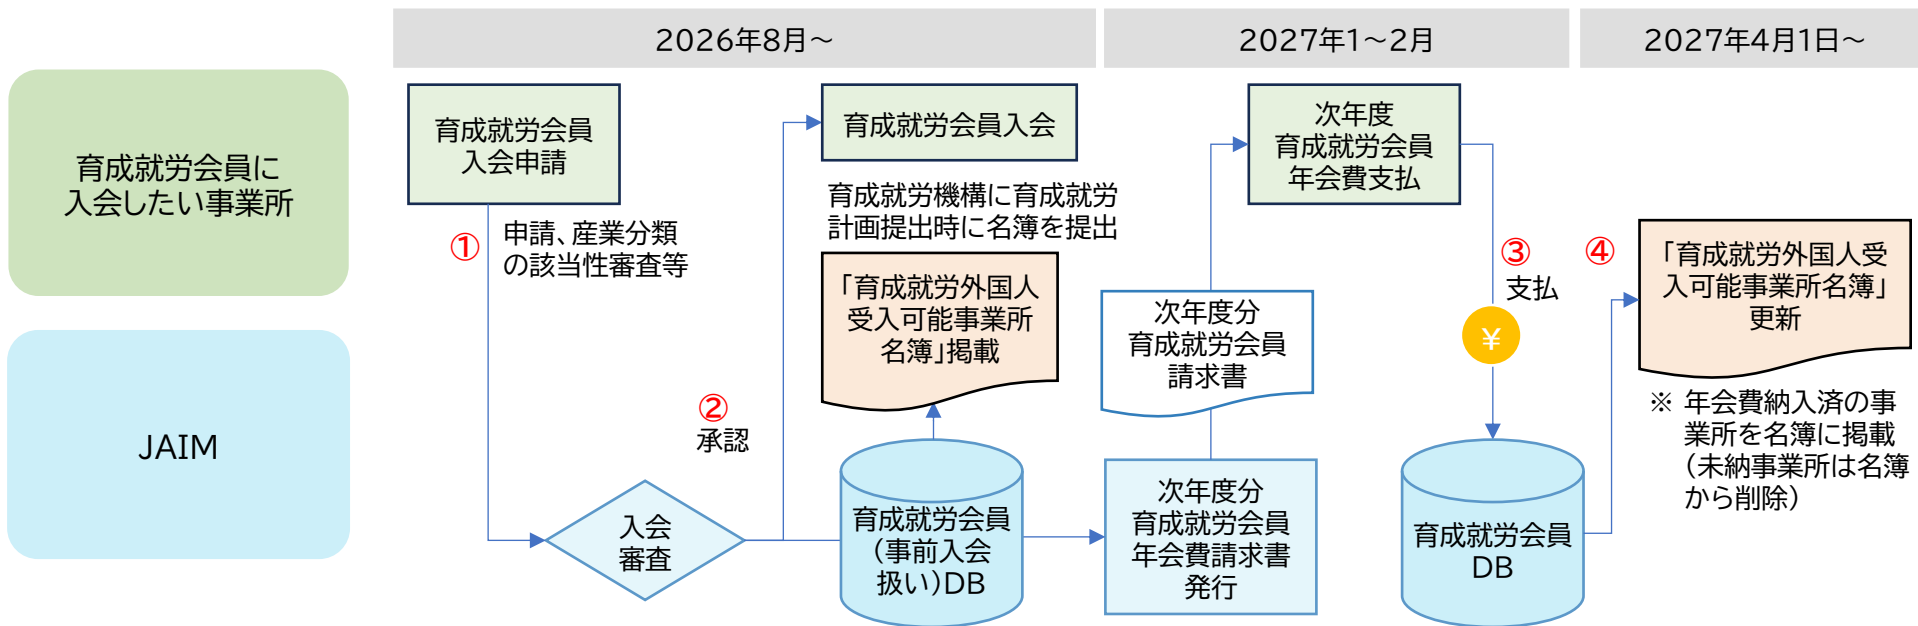 2026年8月～
2027年1～2月
2027年4月1日～
育成就労会員に
入会したい事業所
JAIM
育成就労会員
入会申請
①
申請、産業分類
の該当性審査等
入会
審査
②
承認
育成就労会員入会
育成就労機構に育成就労
計画提出時に名簿を提出
「育成就労外国人
受入可能事業所
名簿」掲載
育成就労会員
（事前入会
扱い）DB
次年度分
育成就労会員
年会費請求書
発行
次年度分
育成就労会員
請求書
次年度
育成就労会員
年会費支払
③
支払
¥
育成就労会員
DB
④
「育成就労外国人受
入可能事業所名簿」
更新
※ 年会費納入済の事
業所を名簿に掲載
（未納事業所は名簿
から削除）